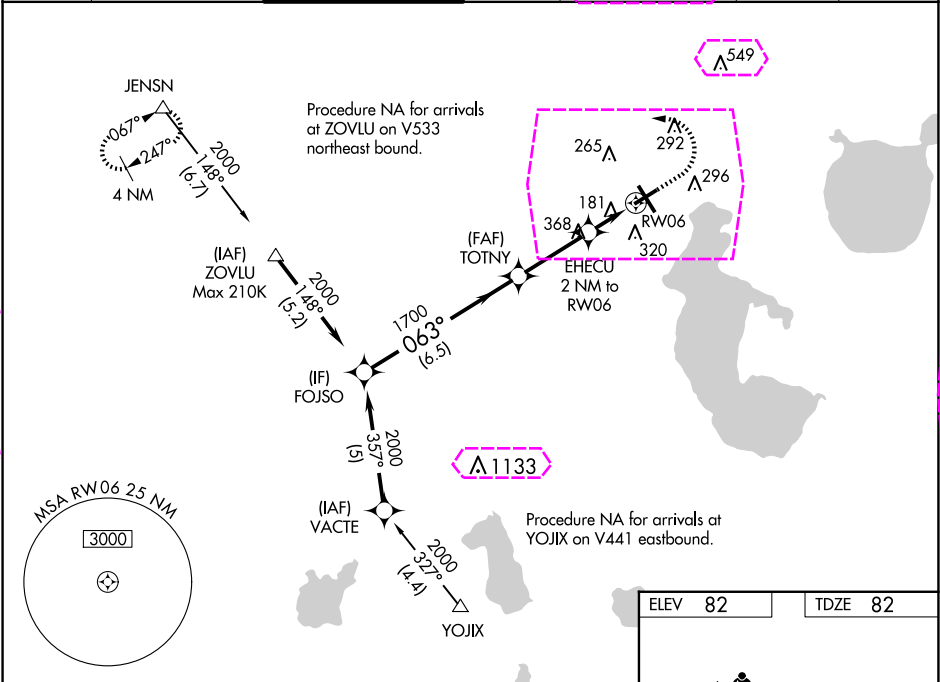 549
JENSN
067°
247°
4 NM
2000
148°
(6.7)
Procedure NA for arrivals
at ZOVLU on V533
northeast bound.
265
292
296
181
368
RW06
320
(IAF)
ZOVLU
Max 210K
2000
148°
(5.2)
(FAF)
TOTNY
EHECU
2 NM to
RW06
1700
063°
(6.5)
(IF)
FOJSO
2000
357°
(5)
1133
(IAF)
VACTE
Procedure NA for arrivals at
YOJIX on V441 eastbound.
2000
327°
(4.4)
YOJIX
MSA RW06 25 NM
3000
ELEV 82
TDZE 82